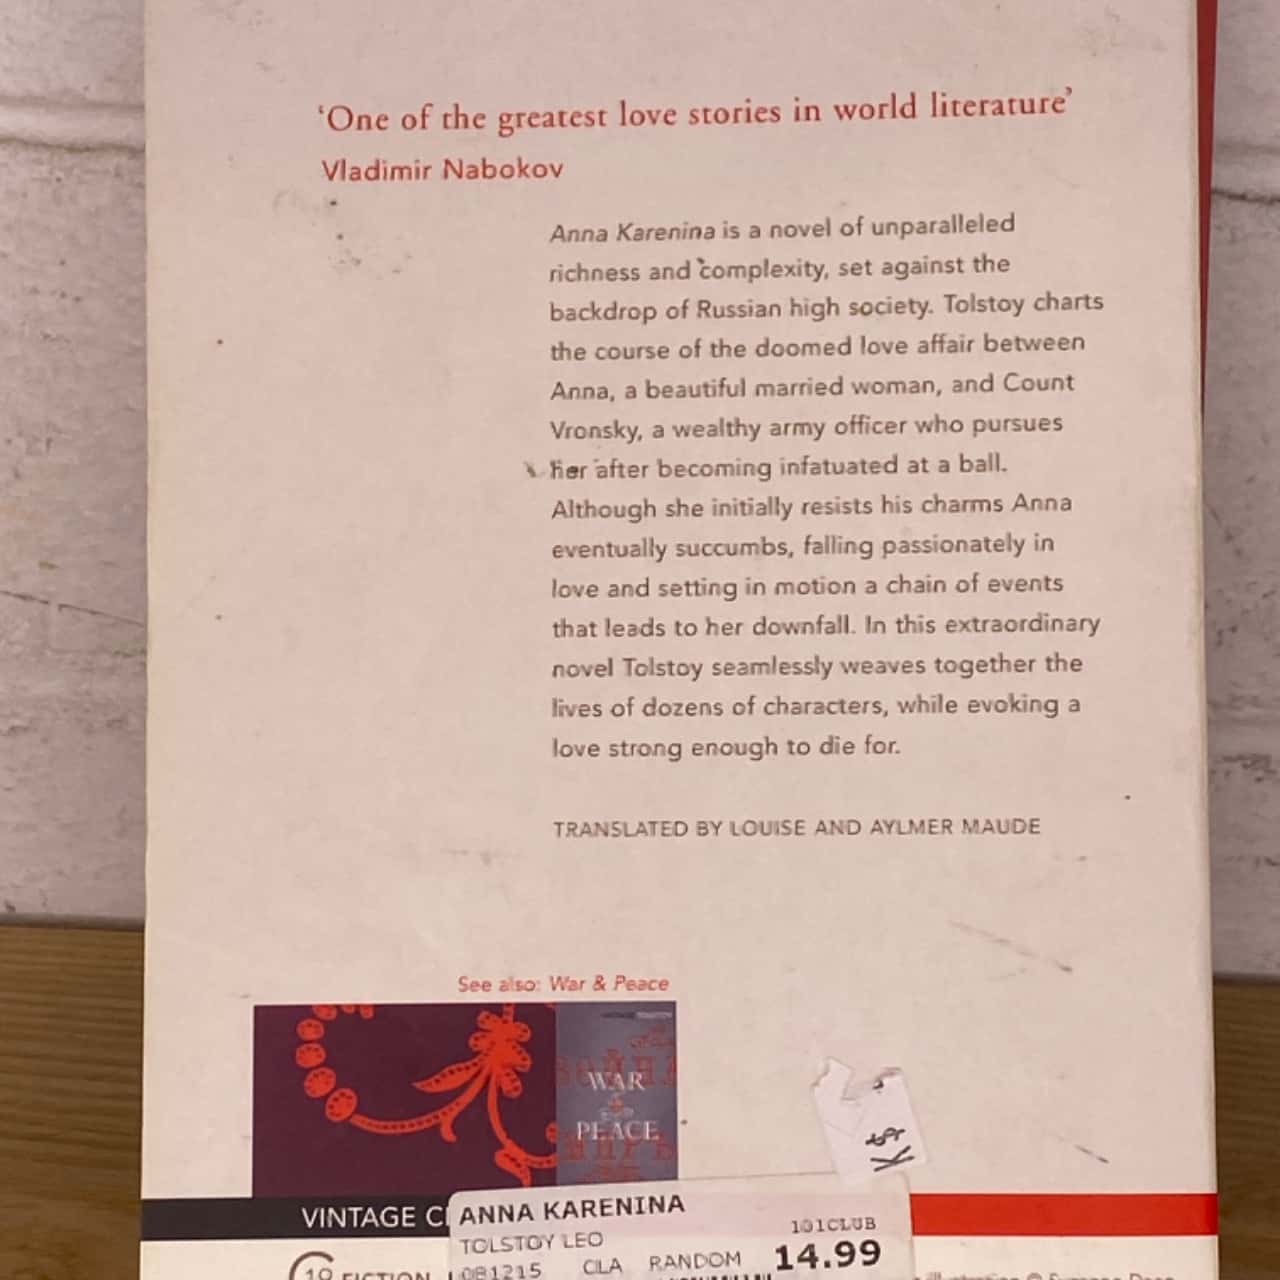 ‘One of the greatest love stories in world literature’
Vladimir Nabokov
Anna Karenina is a novel of unparalleled
richness and complexity, set against the
backdrop of Russian high society. Tolstoy charts
the course of the doomed love affair between
Anna, a beautiful married woman, and Count
Vronsky, a wealthy army officer who pursues
her after becoming infatuated at a ball.
Although she initially resists his charms Anna
eventually succumbs, falling passionately in
love and setting in motion a chain of events
that leads to her downfall. In this extraordinary
novel Tolstoy seamlessly weaves together the
lives of dozens of characters, while evoking a
love strong enough to die for.
TRANSLATED BY LOUISE AND AYLMER MAUDE
See also: War & Peace
WAR
&
PEACE
VINTAGE
ANNA KARENINA
TOLSTOY LEO
101CLUB
081215 CLA RANDOM 14.99
FICTION